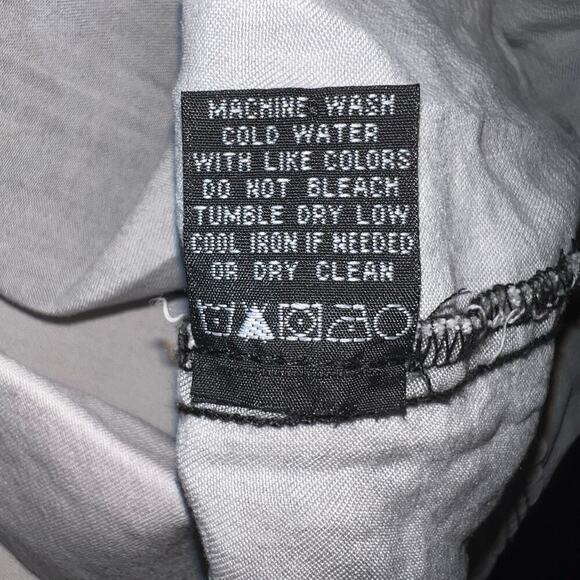 MACHINE WASH
COLD WATER
WITH LIKE COLORS
DO NOT BLEACH
TUMBLE DRY LOW
COOL IRON IF NEEDED
OR DRY CLEAN